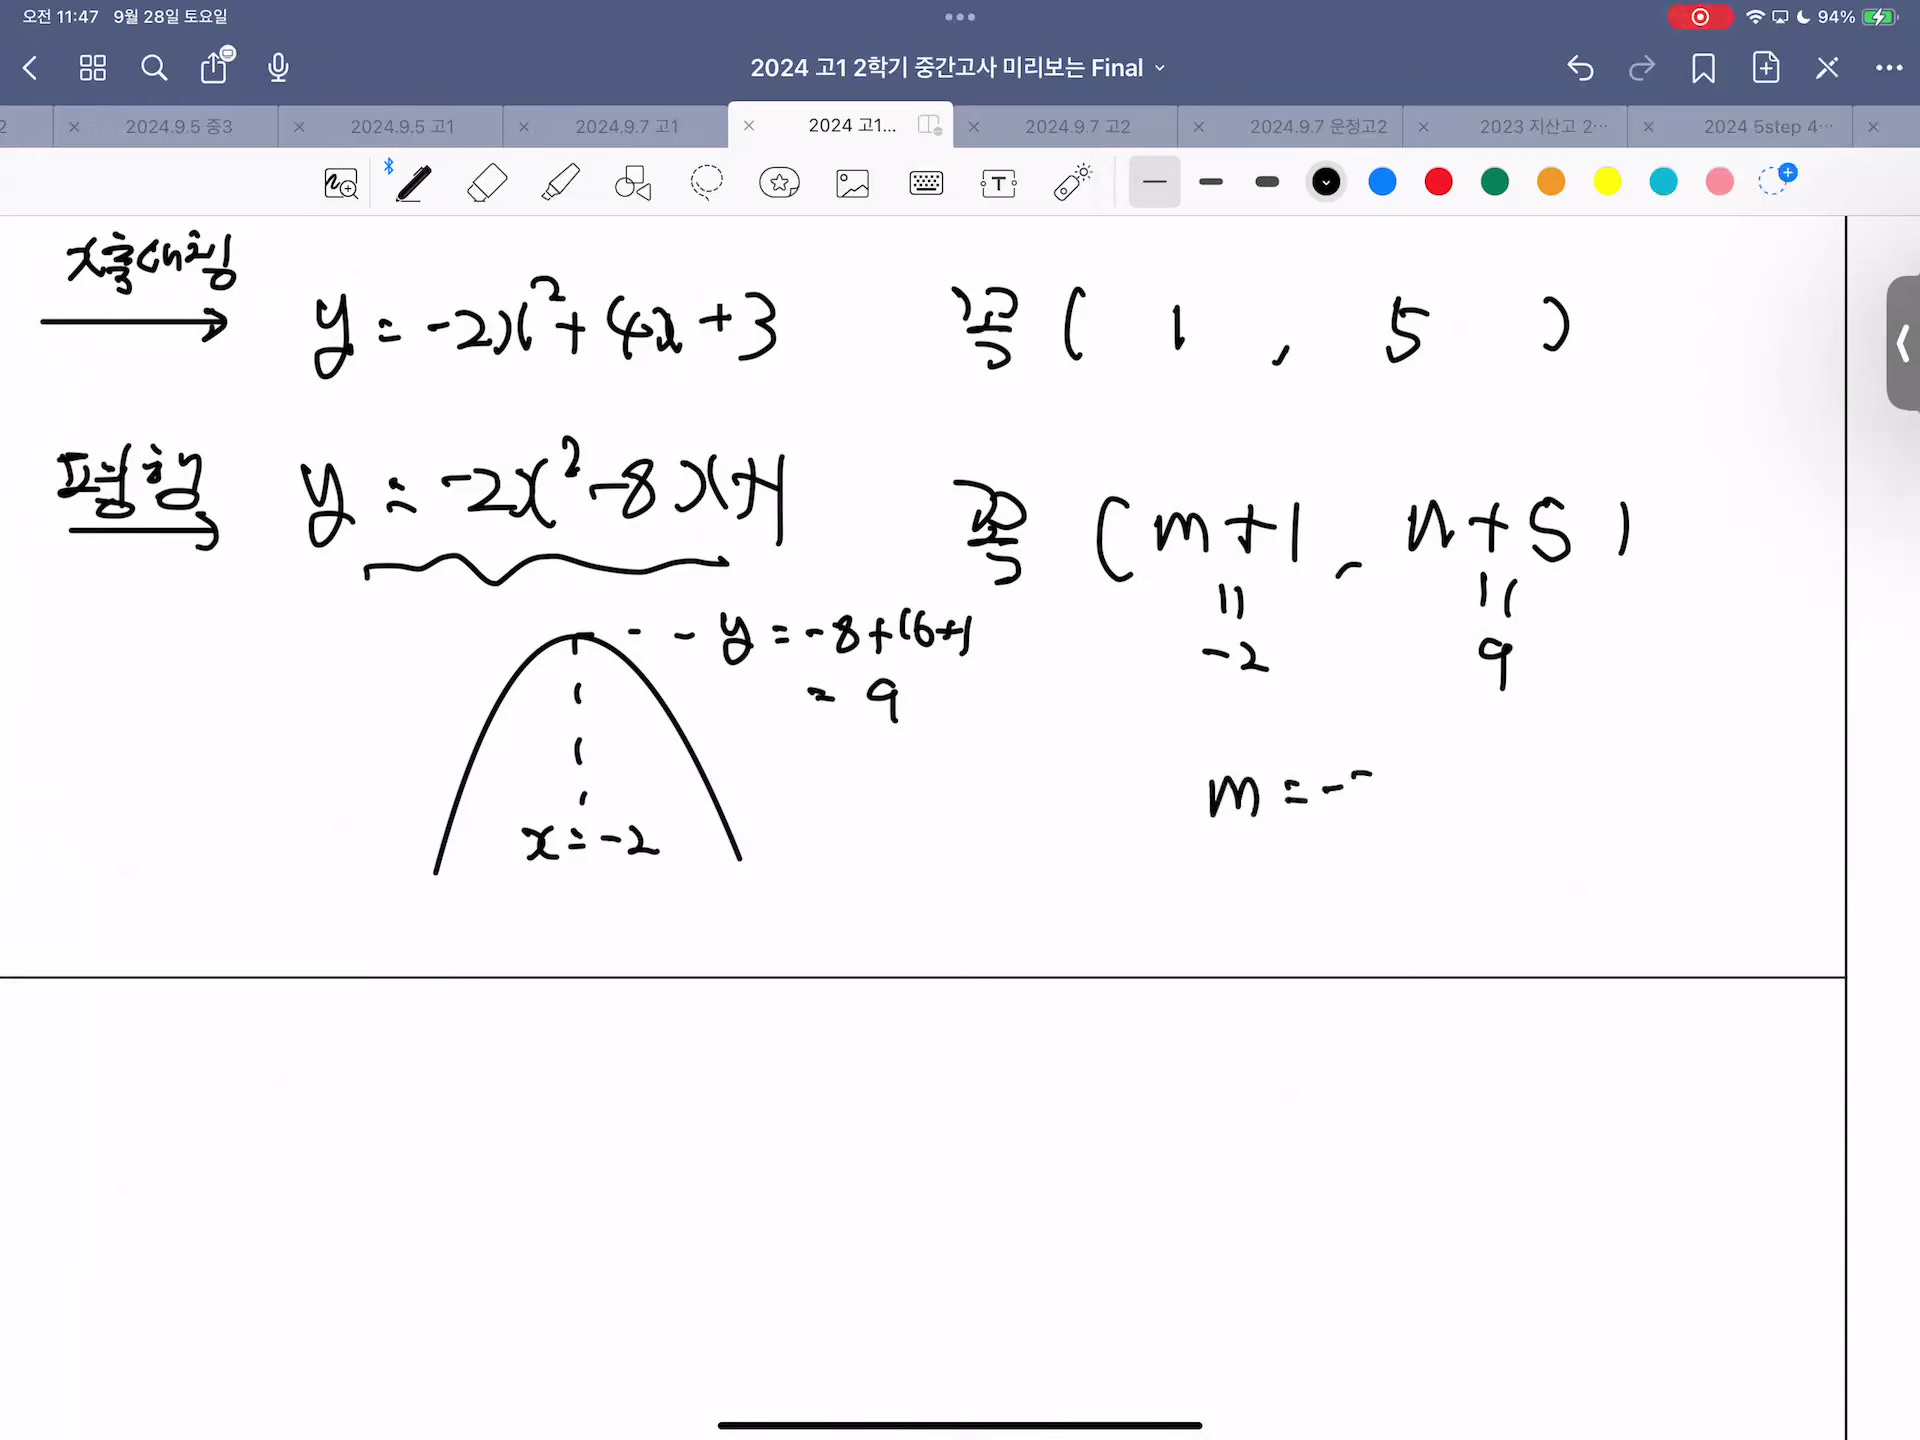 오전 11:47 9월 28일 토요일
94%
2024 고1 2학기 중간고사 미리보는 Final
2 2024.9.5 중3 2024.9.5 고1 2024.9.7 고1 2024 고1... 2024.9.7 고2 2024.9.7 운정고2 2023 지산고 2... 2024 5step 4...
T
x축대칭
y = -2x² + 4x + 3 꼭 ( 1 , 5 )
평행 y = -2x² - 8x + 1 꼭 ( m + 1 , n + 5 )
= =
-2 9
y = -8 + 16 + 1
= 9
m = -
x = -2